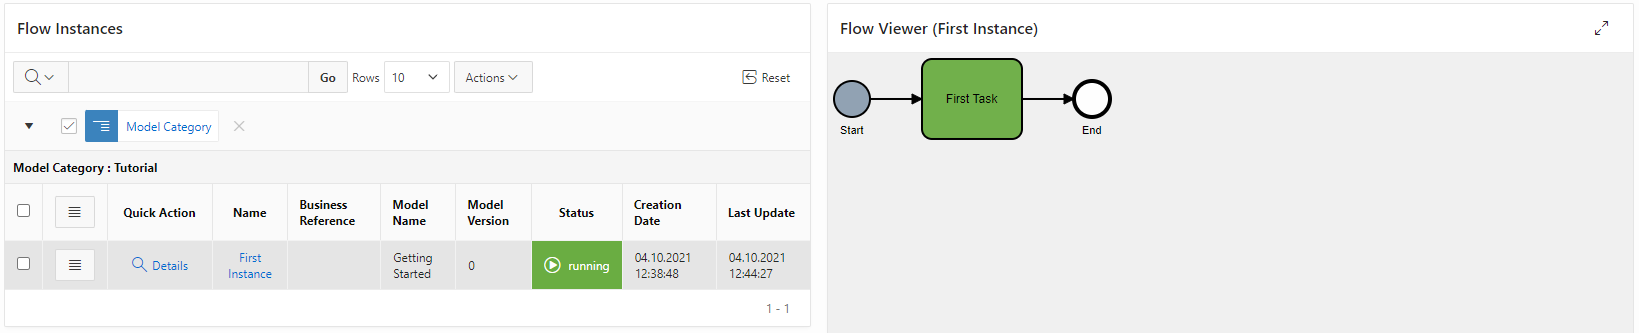 Flow Instances
Go Rows 10 Actions Reset
Model Category
Model Category : Tutorial
Quick Action Name Business Reference Model Name Model Version Status Creation Date Last Update
Details First Instance Getting Started 0 running 04.10.2021 12:38:48 04.10.2021 12:44:27
1 - 1
Flow Viewer (First Instance)
First Task
Start End